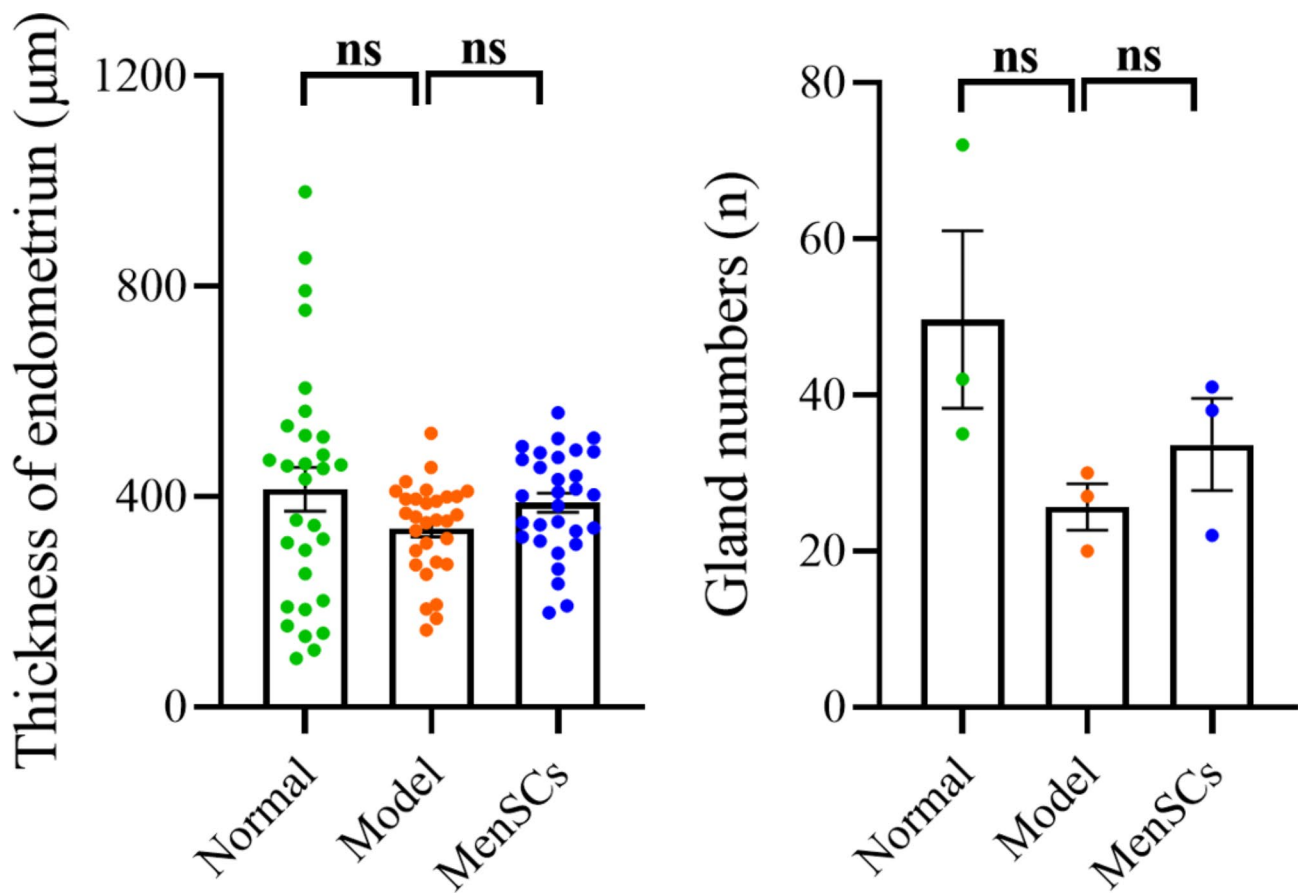 Thickness of endometriun (μm)
1200
800
400
0
ns
ns
Normal
Model
MenSCs
Gland numbers (n)
80
60
40
20
0
ns
ns
Normal
Model
MenSCs